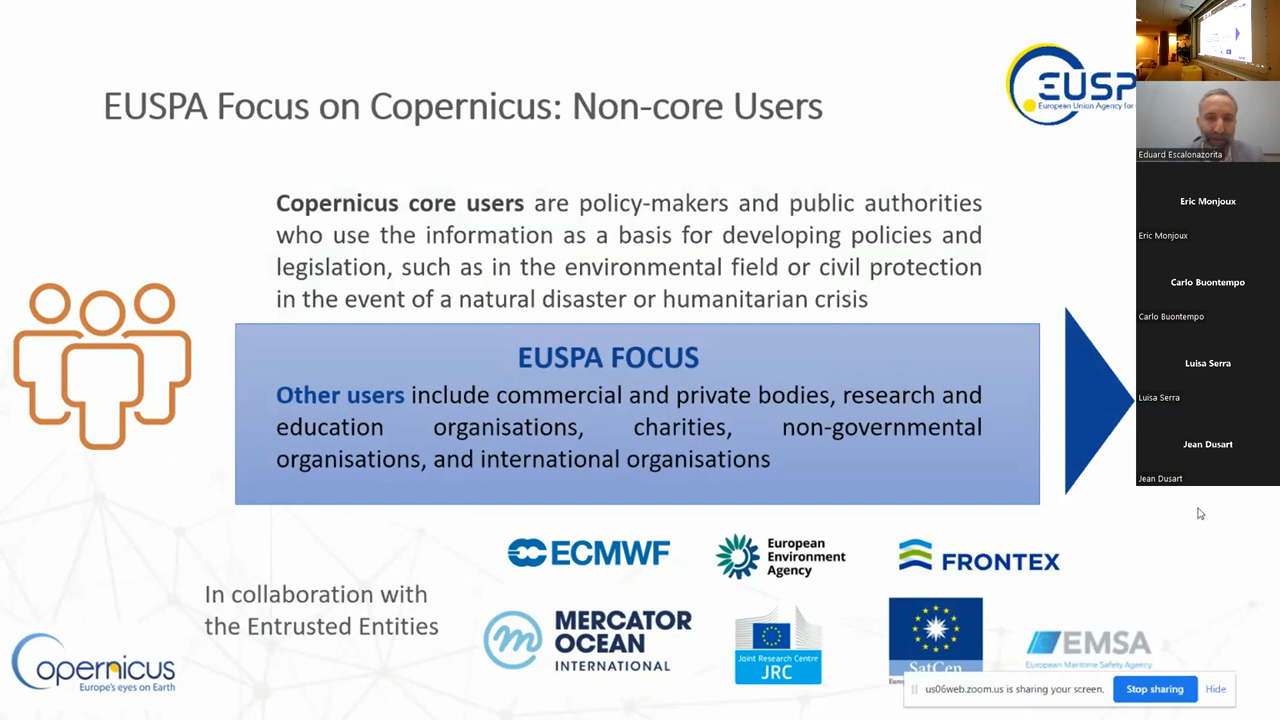 EUSPA Focus on Copernicus: Non-core Users
EUSP
European Union Agency for
Copernicus core users are policy-makers and public authorities
who use the information as a basis for developing policies and
legislation, such as in the environmental field or civil protection
in the event of a natural disaster or humanitarian crisis
EUSPA FOCUS
Other users include commercial and private bodies, research and
education organisations, charities, non-governmental
organisations, and international organisations
In collaboration with
the Entrusted Entities
ECMWF
European
Environment
Agency
FRONTEX
MERCATOR
OCEAN
INTERNATIONAL
Joint Research Centre
JRC
SatCen
EMSA
European Maritime Safety Agency
opernicus
Europe's eyes on Earth
Eduard Escalonazorita
Eric Monjoux
Eric Monjoux
Carlo Buontempo
Carlo Buontempo
Luisa Serra
Luisa Serra
Jean Dusart
Jean Dusart
us06web.zoom.us is sharing your screen.
Stop sharing
Hide